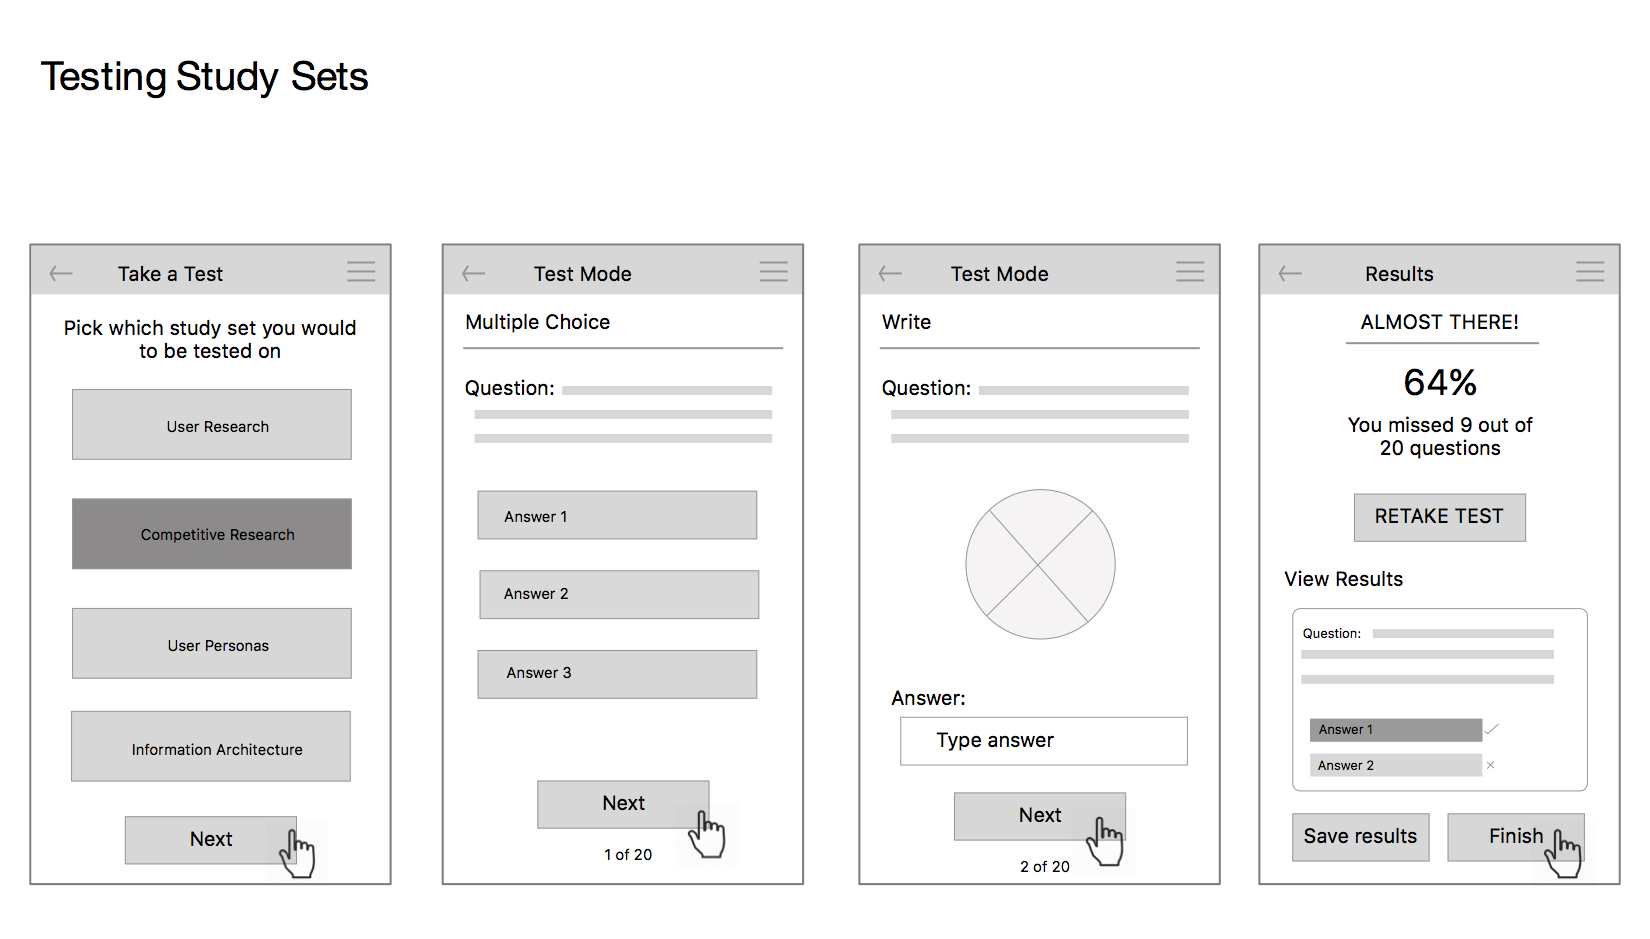 Testing Study Sets
Take a Test
Pick which study set you would
to be tested on
User Research
Competitive Research
User Personas
Information Architecture
Next
Test Mode
Multiple Choice
Question:
Answer 1
Answer 2
Answer 3
Next
1 of 20
Test Mode
Write
Question:
Answer:
Type answer
Next
2 of 20
Results
ALMOST THERE!
64%
You missed 9 out of
20 questions
RETAKE TEST
View Results
Question:
Answer 1
Answer 2
Save results
Finish